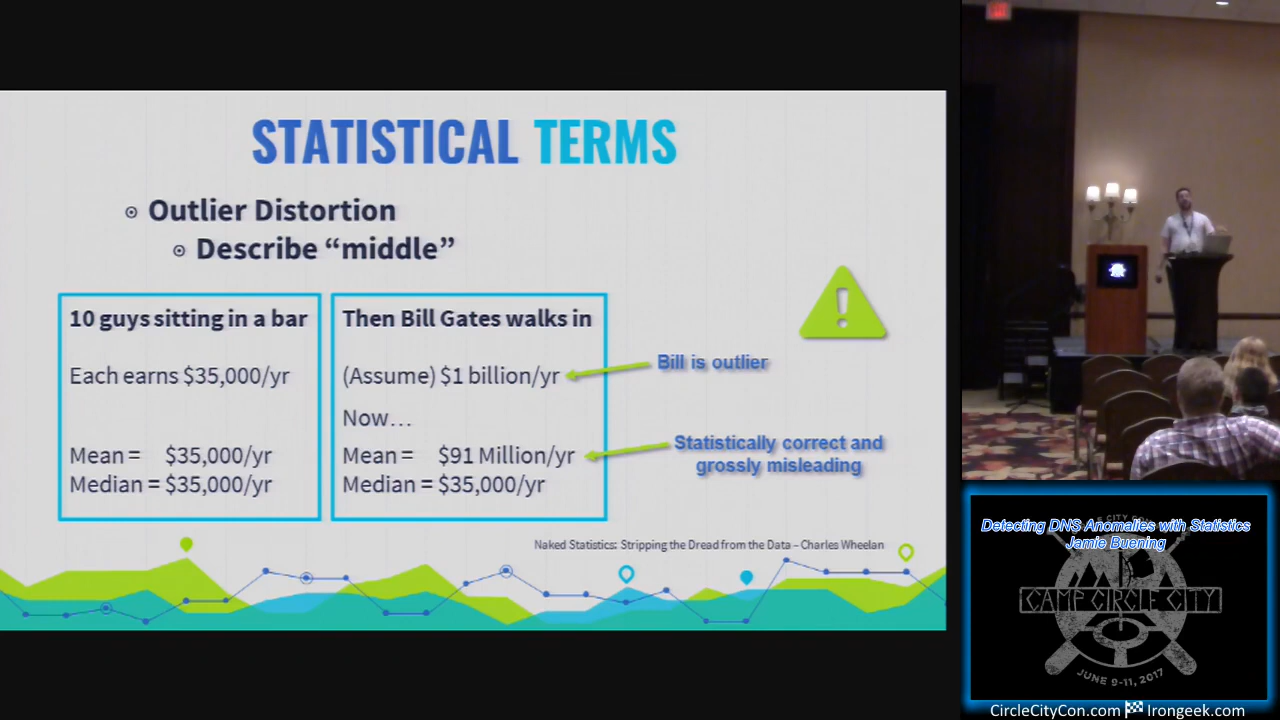 STATISTICAL TERMS
Outlier Distortion
Describe “middle”
10 guys sitting in a bar
Each earns $35,000/yr
Mean = $35,000/yr
Median = $35,000/yr
Then Bill Gates walks in
(Assume) $1 billion/yr
Now…
Mean = $91 Million/yr
Median = $35,000/yr
Bill is outlier
Statistically correct and
grossly misleading
Naked Statistics: Stripping the Dread from the Data – Charles Wheelan
Detecting DNS Anomalies with Statistics
Jamie Buening
CAMP CIRCLE CITY
JUNE 9-11, 2017
CircleCityCon.com Irongeek.com